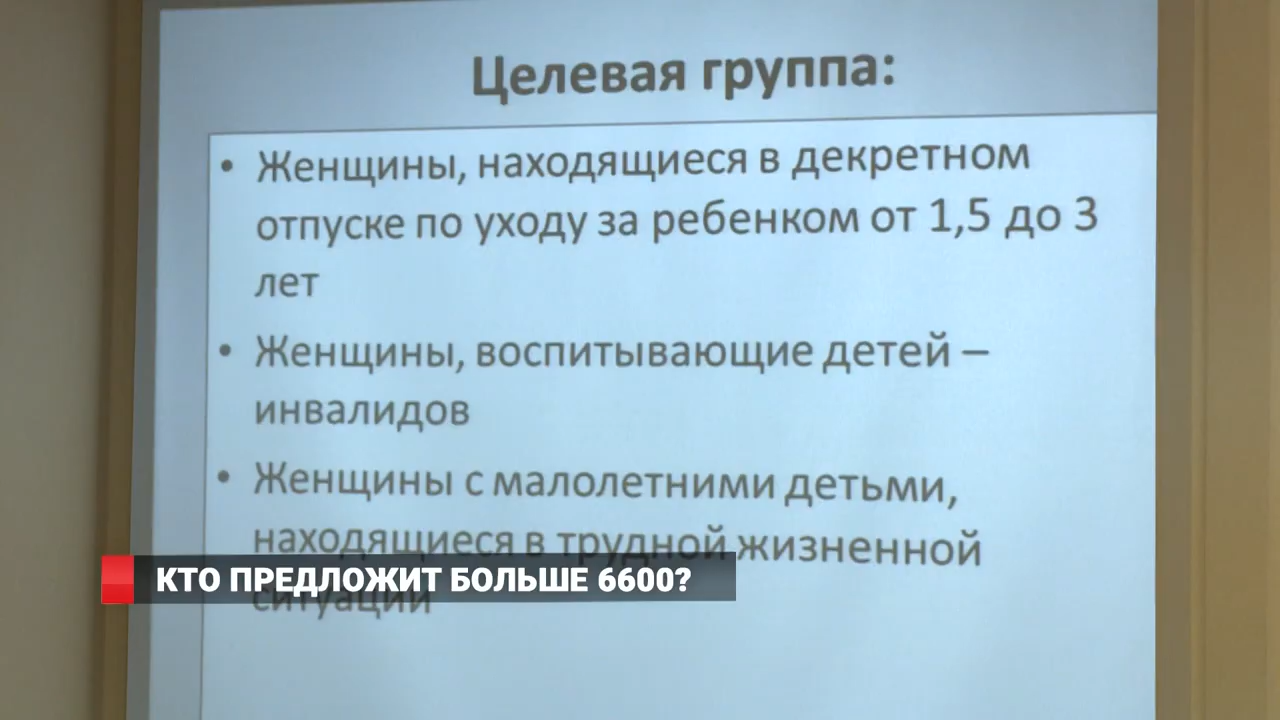 Целевая группа:
• Женщины, находящиеся в декретном
отпуске по уходу за ребенком от 1,5 до 3
лет
• Женщины, воспитывающие детей –
инвалидов
• Женщины с малолетними детьми,
находящиеся в трудной жизненной
ситуации
КТО ПРЕДЛОЖИТ БОЛЬШЕ 6600?